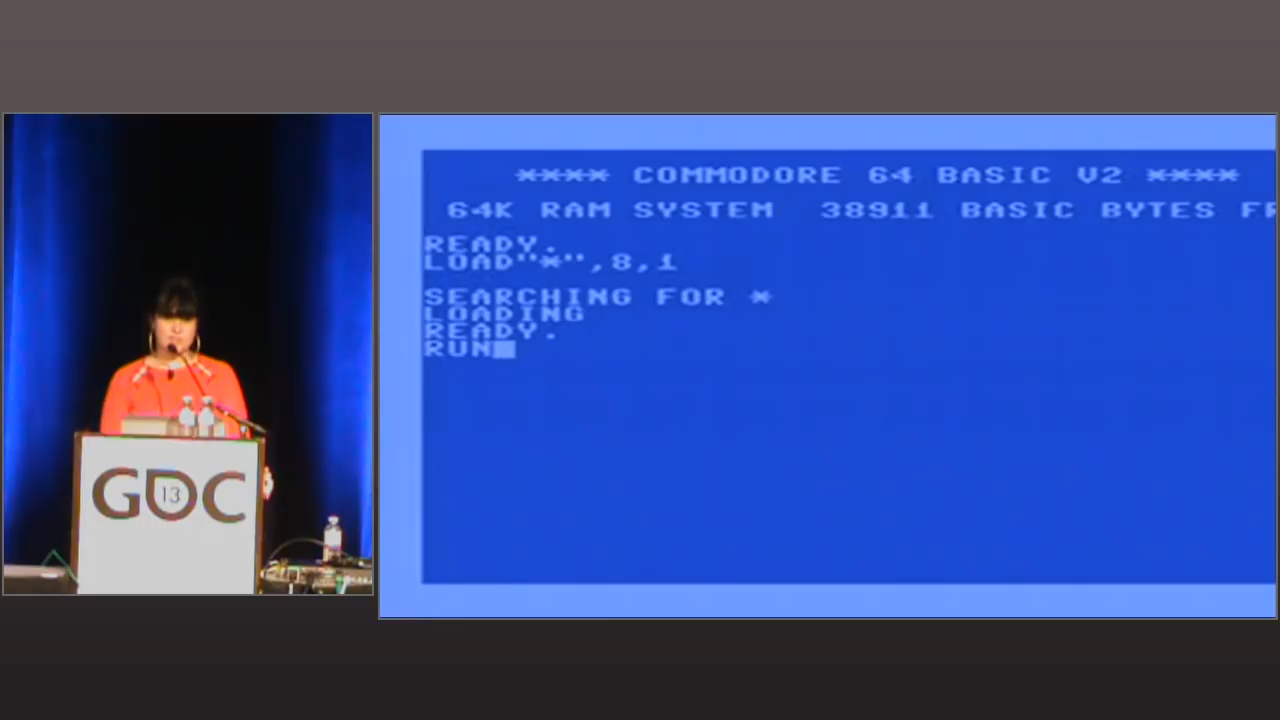 GDC
13
**** COMMODORE 64 BASIC V2 ****
64K RAM SYSTEM 38911 BASIC BYTES FR
READY.
LOAD"*",8,1
SEARCHING FOR *
LOADING
READY.
RUN